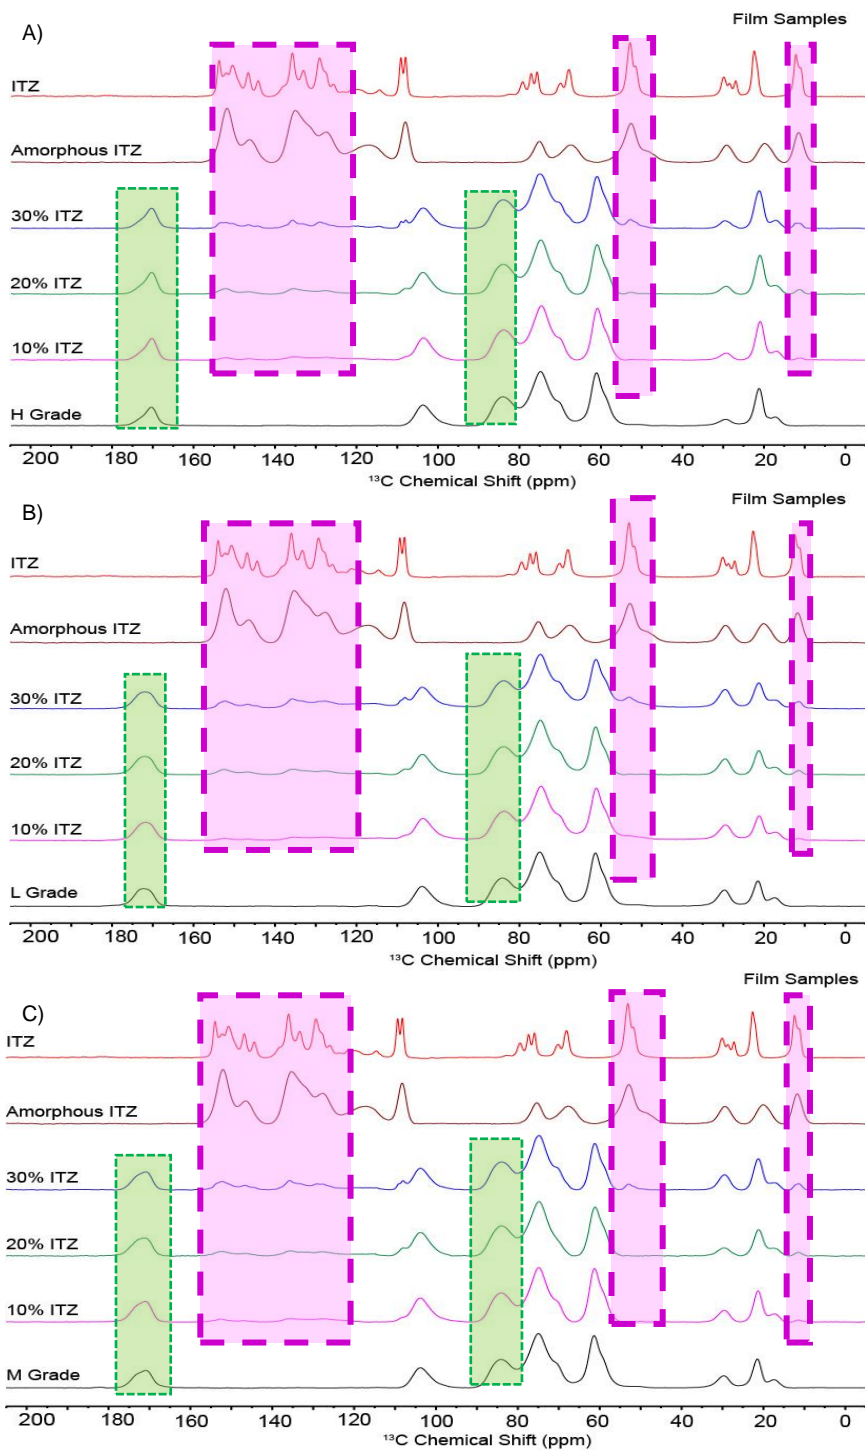 A)
Film Samples
ITZ
Amorphous ITZ
30% ITZ
20% ITZ
10% ITZ
H Grade
200 180 160 140 120 100 80 60 40 20 0
¹³C Chemical Shift (ppm)
B)
Film Samples
ITZ
Amorphous ITZ
30% ITZ
20% ITZ
10% ITZ
L Grade
200 180 160 140 120 100 80 60 40 20 0
¹³C Chemical Shift (ppm)
Film Samples
C)
ITZ
Amorphous ITZ
30% ITZ
20% ITZ
10% ITZ
M Grade
200 180 160 140 120 100 80 60 40 20 0
¹³C Chemical Shift (ppm)